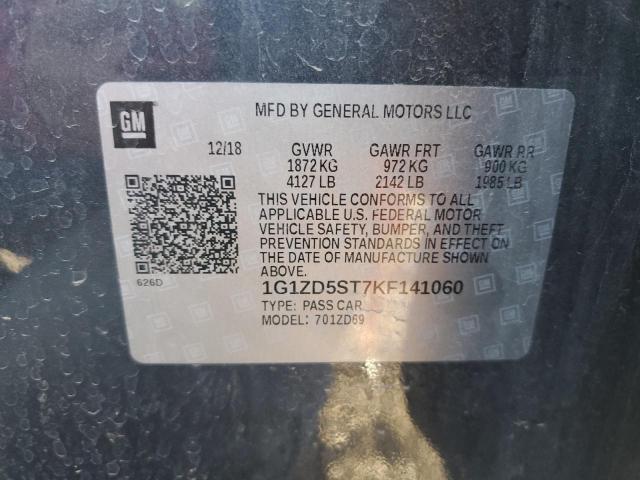 GM
MFD BY GENERAL MOTORS LLC
12/18 GVWR GAWR FRT GAWR RR
1872 KG 972 KG 900 KG
4127 LB 2142 LB 1985 LB
THIS VEHICLE CONFORMS TO ALL
APPLICABLE U.S. FEDERAL MOTOR
VEHICLE SAFETY, BUMPER, AND THEFT
PREVENTION STANDARDS IN EFFECT ON
THE DATE OF MANUFACTURE SHOWN
ABOVE.
626D
1G1ZD5ST7KF141060
TYPE: PASS CAR
MODEL: 701ZD69